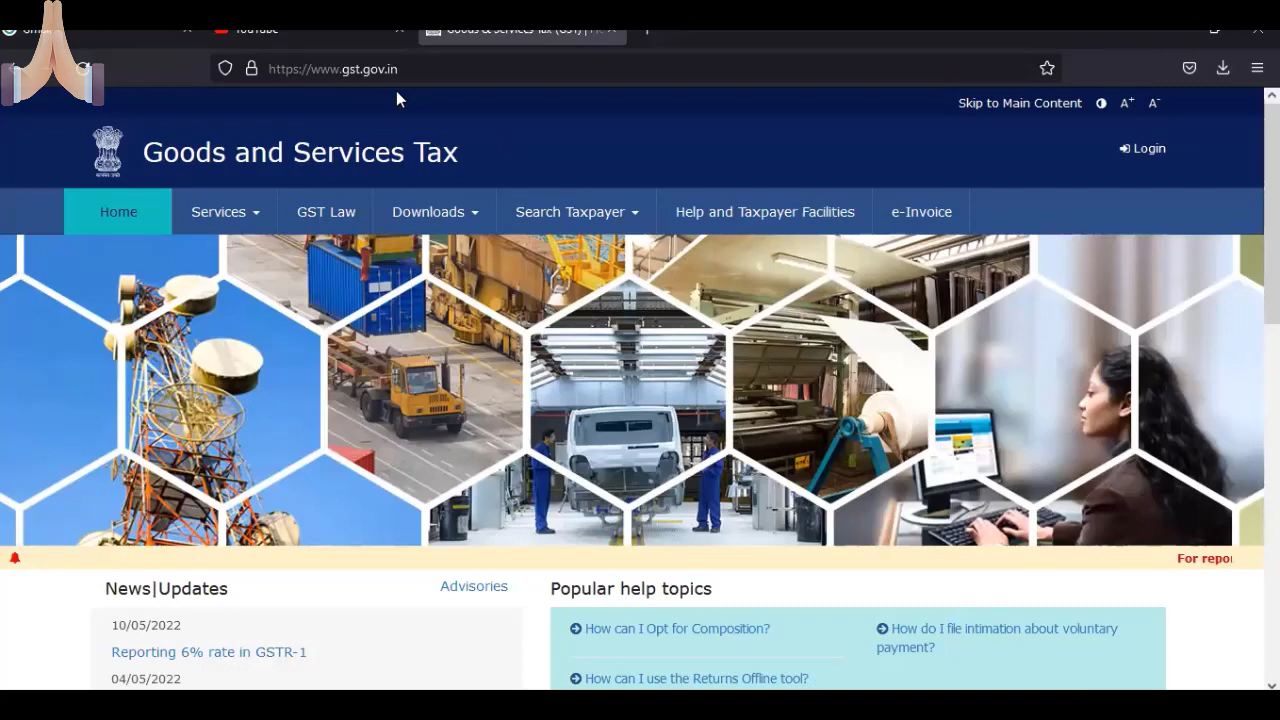 YouTube
Goods & Services Tax (GST) |
https://www.gst.gov.in
Skip to Main Content A+ A-
Goods and Services Tax
Login
Home Services GST Law Downloads Search Taxpayer Help and Taxpayer Facilities e-Invoice
For repo
News|Updates Advisories
Popular help topics
10/05/2022
Reporting 6% rate in GSTR-1
04/05/2022
How can I Opt for Composition?
How do I file intimation about voluntary
payment?
How can I use the Returns Offline tool?